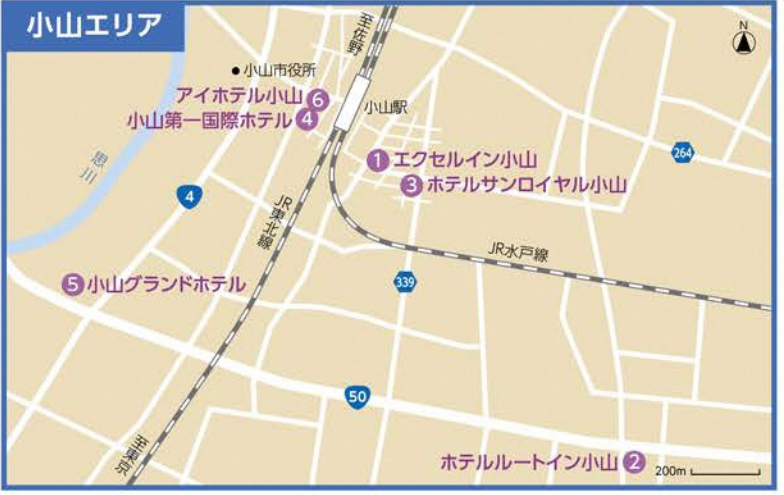 小山エリア
N
至佐野
小山市役所
アイホテル小山 6
小山第一国際ホテル 4
小山駅
1 エクセルイン小山
3 ホテルサンロイヤル小山
264
思川
4
JR東北線
JR水戸線
5 小山グランドホテル
339
50
至東京
ホテルルートイン小山 2
200m